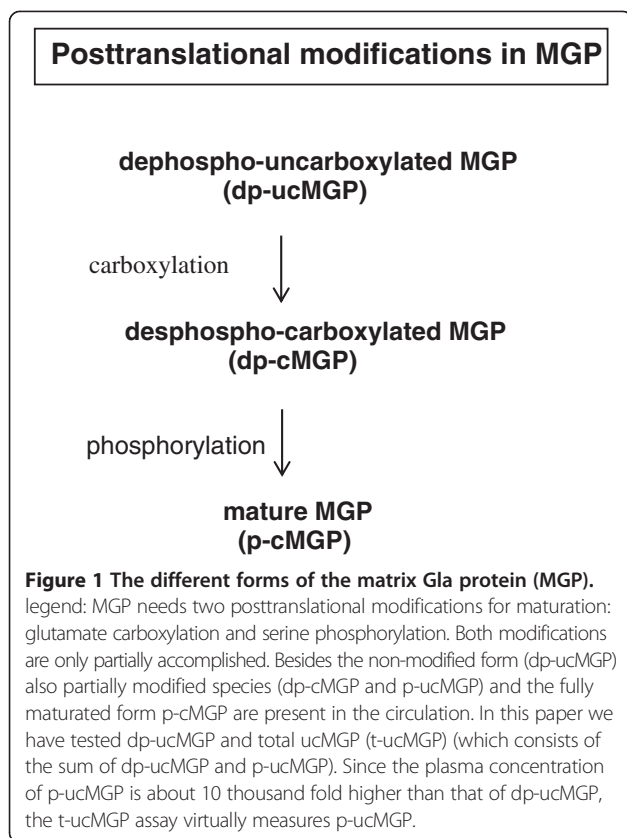 Posttranslational modifications in MGP
dephospho-uncarboxylated MGP
(dp-ucMGP)
carboxylation
desphospho-carboxylated MGP
(dp-cMGP)
phosphorylation
mature MGP
(p-cMGP)
Figure 1 The different forms of the matrix Gla protein (MGP).
legend: MGP needs two posttranslational modifications for maturation:
glutamate carboxylation and serine phosphorylation. Both modifications
are only partially accomplished. Besides the non-modified form (dp-ucMGP)
also partially modified species (dp-cMGP and p-ucMGP) and the fully
maturated form p-cMGP are present in the circulation. In this paper we
have tested dp-ucMGP and total ucMGP (t-ucMGP) (which consists of
the sum of dp-ucMGP and p-ucMGP). Since the plasma concentration
of p-ucMGP is about 10 thousand fold higher than that of dp-ucMGP,
the t-ucMGP assay virtually measures p-ucMGP.